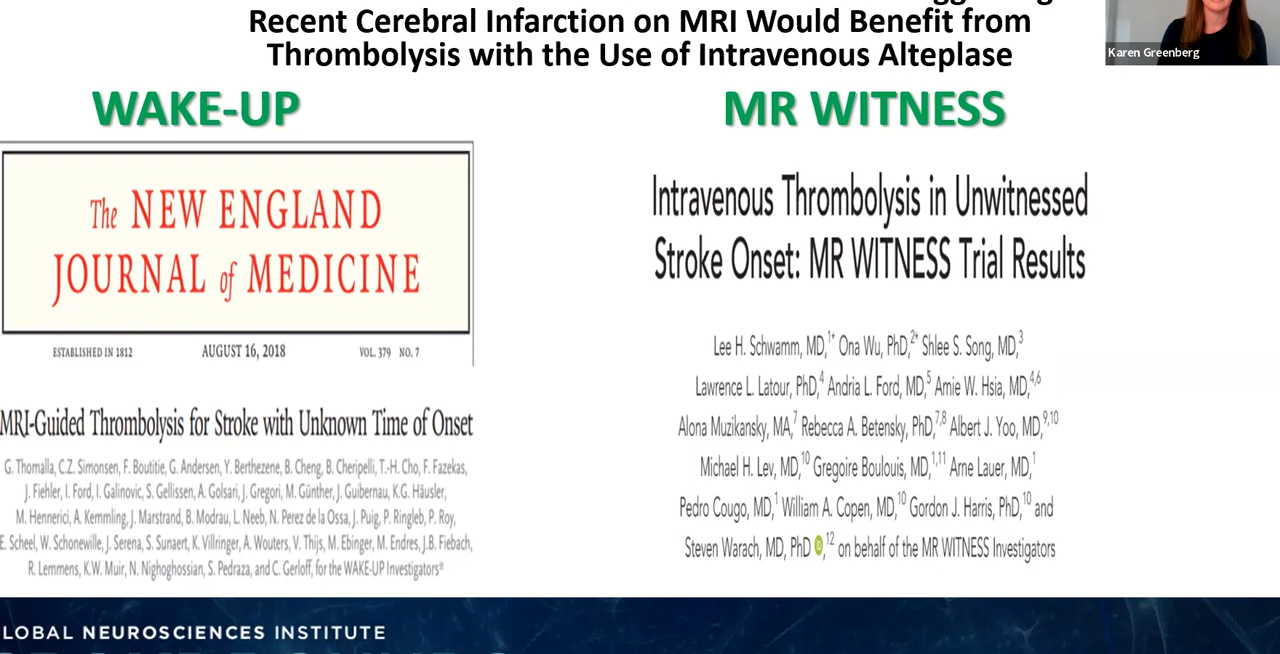 Recent Cerebral Infarction on MRI Would Benefit from
Thrombolysis with the Use of Intravenous Alteplase
Karen Greenberg
WAKE-UP
MR WITNESS
The NEW ENGLAND
JOURNAL of MEDICINE
ESTABLISHED IN 1812 AUGUST 16, 2018 VOL. 379 NO. 7
MRI-Guided Thrombolysis for Stroke with Unknown Time of Onset
G. Thomalla, C.Z. Simonsen, F. Boutitie, G. Andersen, Y. Berthezene, B. Cheng, B. Cheripelli, T.-H. Cho, F. Fazekas,
J. Fiehler, I. Ford, I. Galinovic, S. Gellissen, A. Golsari, J. Gregori, M. Günther, J. Guibernau, K.G. Häusler,
M. Hennerici, A. Kemmling, J. Marstrand, B. Modrau, L. Neeb, N. Perez de la Ossa, J. Puig, P. Ringleb, P. Roy,
E. Scheel, W. Schonewille, J. Serena, S. Sunaert, K. Villringer, A. Wouters, V. Thijs, M. Ebinger, M. Endres, J.B. Fiebach,
R. Lemmens, K.W. Muir, N. Nighoghossian, S. Pedraza, and C. Gerloff, for the WAKE-UP Investigators*
Intravenous Thrombolysis in Unwitnessed
Stroke Onset: MR WITNESS Trial Results
Lee H. Schwamm, MD,1* Ona Wu, PhD,2* Shlee S. Song, MD,3
Lawrence L. Latour, PhD,4 Andria L. Ford, MD,5 Amie W. Hsia, MD,4,6
Alona Muzikansky, MA,7 Rebecca A. Betensky, PhD,7,8 Albert J. Yoo, MD,9,10
Michael H. Lev, MD,10 Gregoire Boulouis, MD,1,11 Arne Lauer, MD,1
Pedro Cougo, MD,1 William A. Copen, MD,10 Gordon J. Harris, PhD,10 and
Steven Warach, MD, PhD iD,12 on behalf of the MR WITNESS Investigators
LOBAL NEUROSCIENCES INSTITUTE